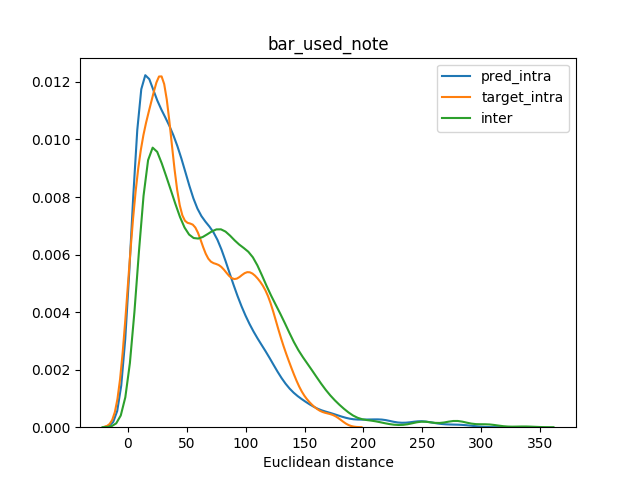 bar_used_note
pred_intra
target_intra
inter
0.012
0.010
0.008
0.006
0.004
0.002
0.000
0 50 100 150 200 250 300 350
Euclidean distance